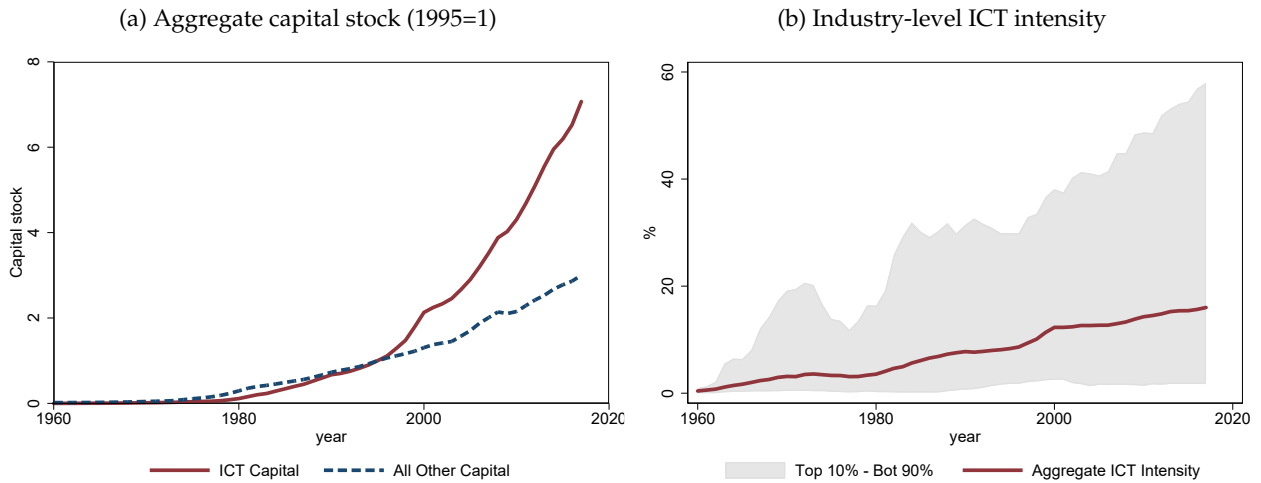 (a) Aggregate capital stock (1995=1)
8
6
4
2
0
Capital stock
1960
1980
2000
2020
year
ICT Capital
All Other Capital
(b) Industry-level ICT intensity
60
40
20
0
%
1960
1980
2000
2020
year
Top 10% - Bot 90%
Aggregate ICT Intensity